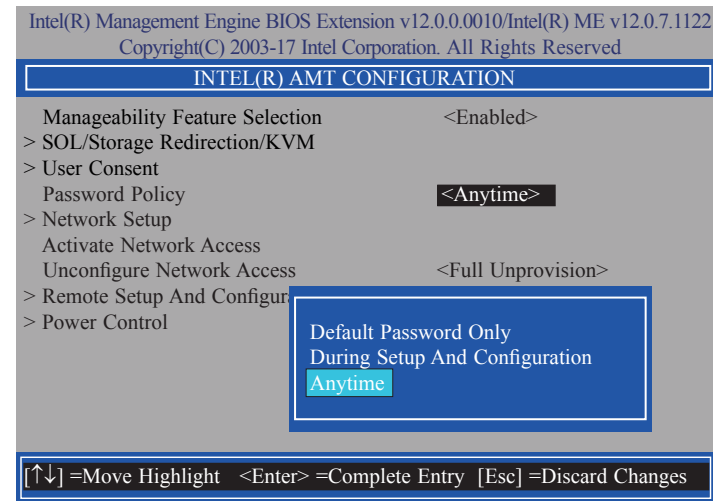 Intel(R) Management Engine BIOS Extension v12.0.0.0010/Intel(R) ME v12.0.7.1122
Copyright(C) 2003-17 Intel Corporation. All Rights Reserved
INTEL(R) AMT CONFIGURATION
Manageability Feature Selection <Enabled>
> SOL/Storage Redirection/KVM
> User Consent
Password Policy <Anytime>
> Network Setup
Activate Network Access
Unconfigure Network Access <Full Unprovision>
> Remote Setup And Configur
> Power Control
Default Password Only
During Setup And Configuration
Anytime
[↑↓] =Move Highlight <Enter> =Complete Entry [Esc] =Discard Changes